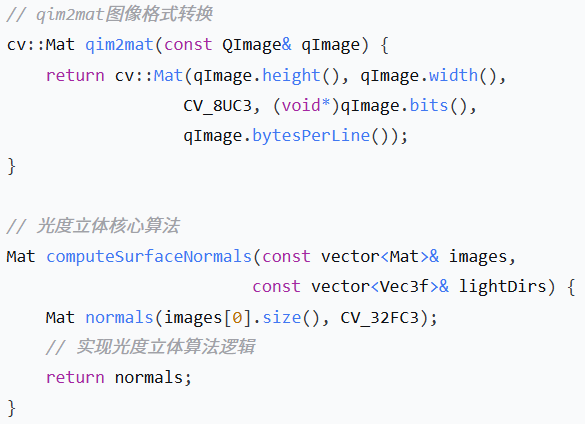 // qim2mat图像格式转换
cv::Mat qim2mat(const QImage& qImage) {
    return cv::Mat(qImage.height(), qImage.width(),
                  CV_8UC3, (void*)qImage.bits(),
                  qImage.bytesPerLine());
}

// 光度立体核心算法
Mat computeSurfaceNormals(const vector<Mat>& images,
                         const vector<Vec3f>& lightDirs) {
    Mat normals(images[0].size(), CV_32FC3);
    // 实现光度立体算法逻辑
    return normals;
}